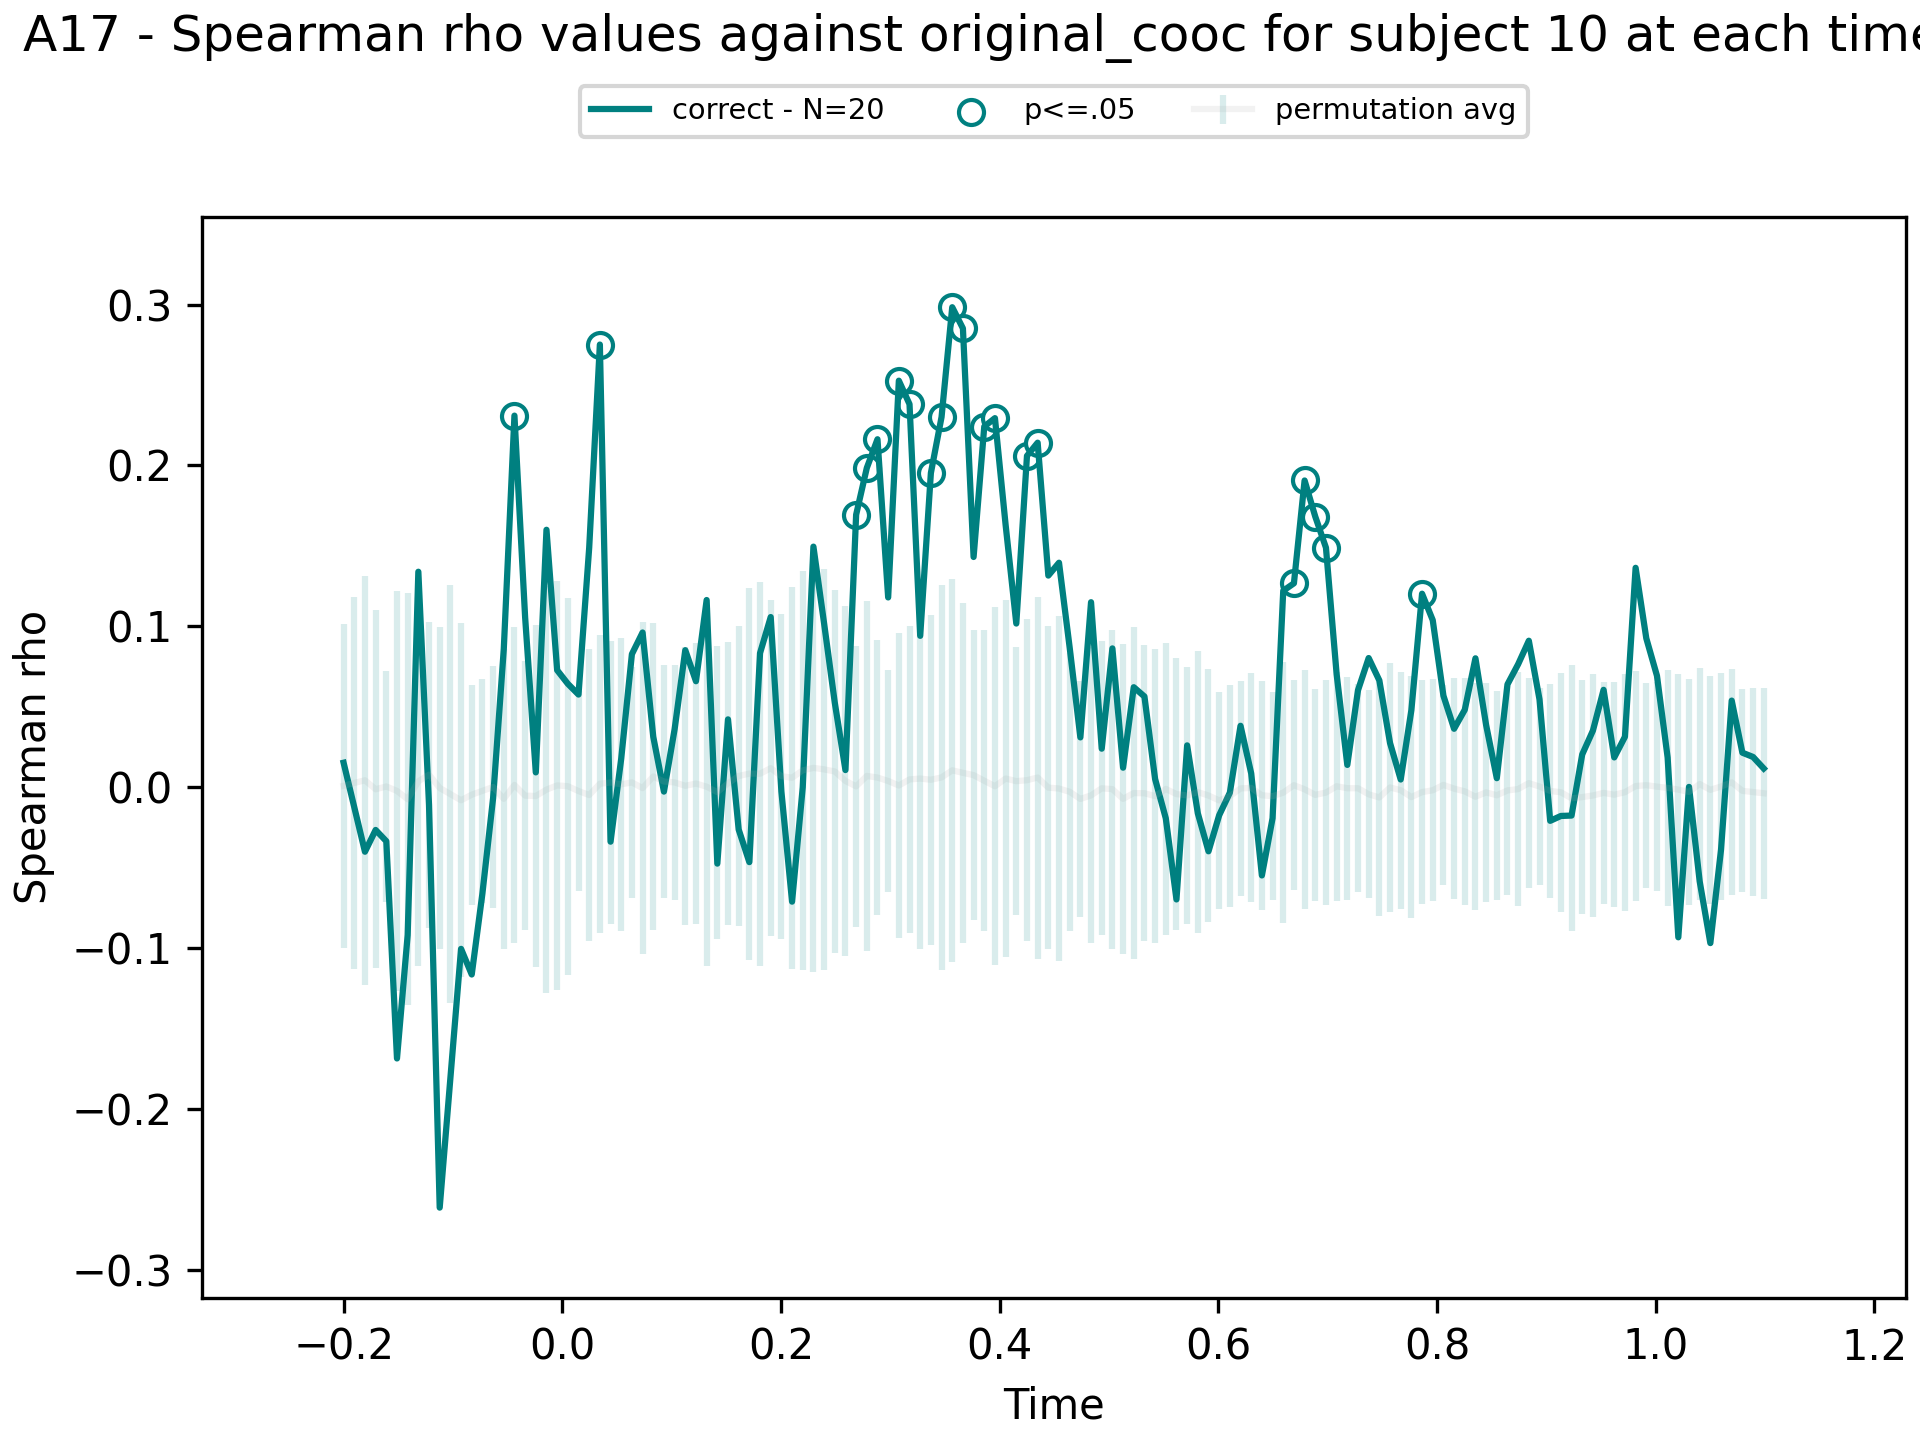 A17 - Spearman rho values against original_cooc for subject 10 at each time
correct - N=20 p<=.05 permutation avg
0.3
0.2
0.1
0.0
−0.1
−0.2
−0.3
Spearman rho
−0.2 0.0 0.2 0.4 0.6 0.8 1.0 1.2
Time